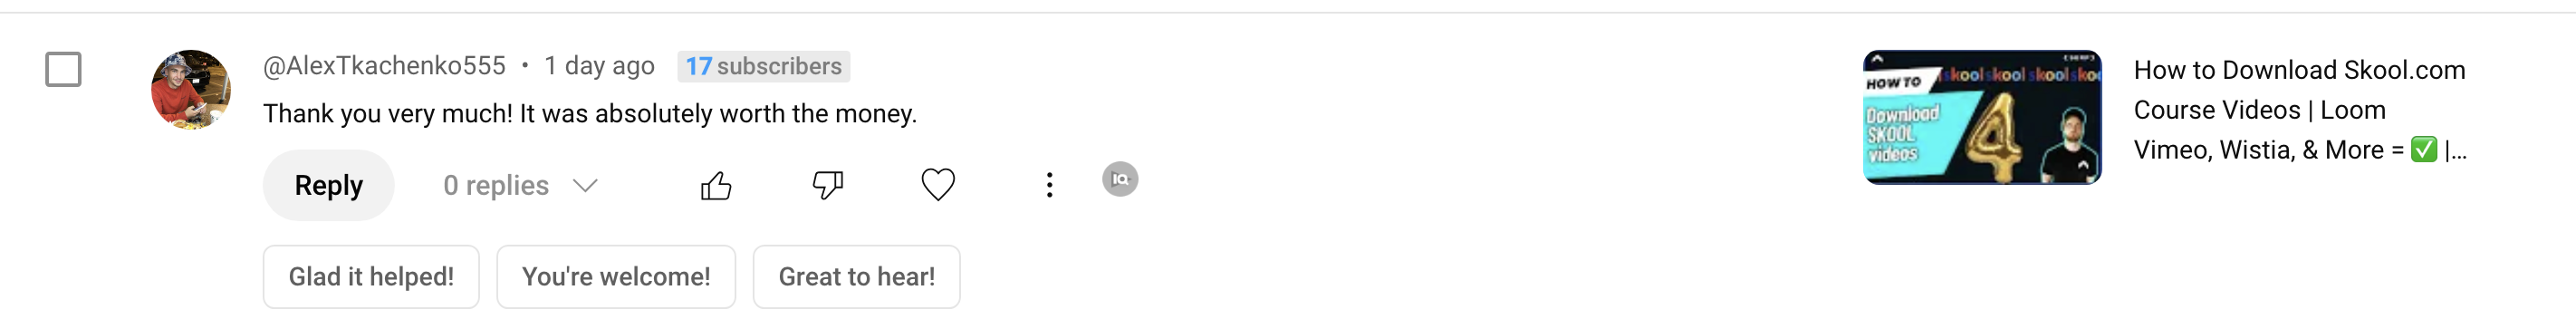 @AlexTkachenko555 • 1 day ago 17 subscribers
Thank you very much! It was absolutely worth the money.
Reply 0 replies
IQ
Glad it helped! You're welcome! Great to hear!
skool skool skool skoo
HOW TO
Download
SKOOL
videos
4
How to Download Skool.com
Course Videos | Loom
Vimeo, Wistia, & More = ✅ |...